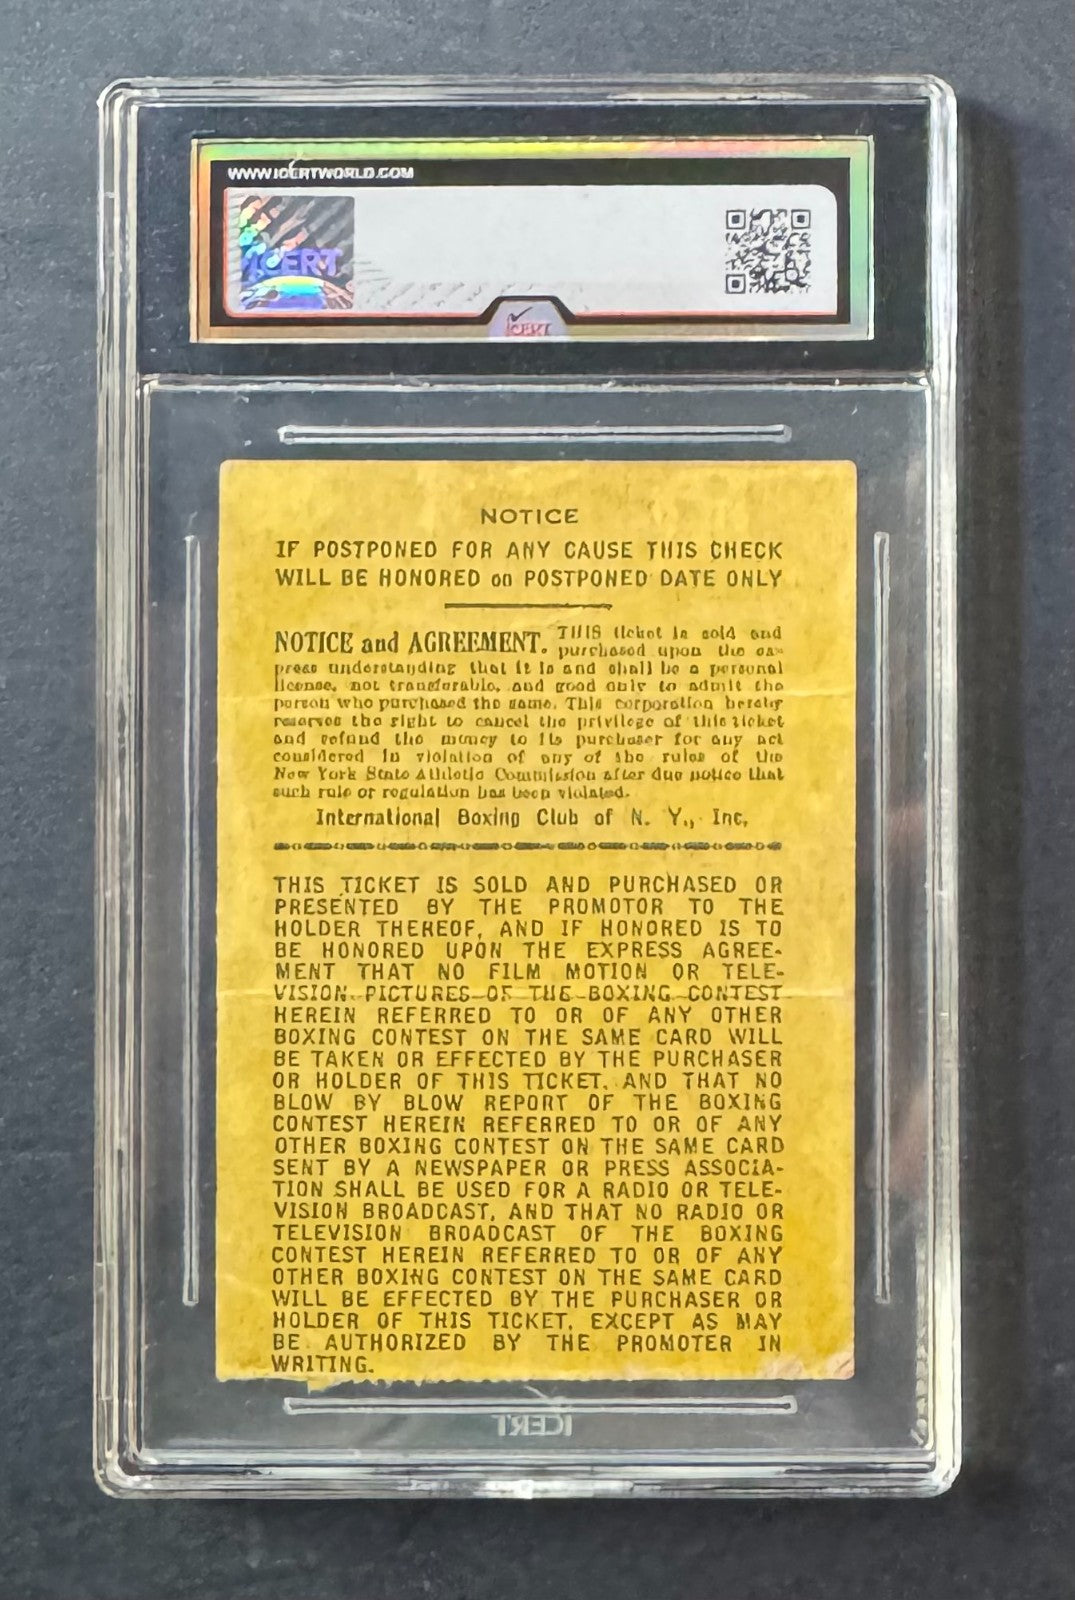 WWW.ICERTWORLD.COM
ICERT
ICERT
NOTICE
IF POSTPONED FOR ANY CAUSE THIS CHECK
WILL BE HONORED on POSTPONED DATE ONLY
NOTICE and AGREEMENT. THIS ticket is sold and
purchased upon the ex-
press understanding that it is and shall be a personal
license, not transferable, and good only to admit the
person who purchased the same. This corporation hereby
reserves the right to cancel the privilege of this ticket
and refund the money to its purchaser for any act
considered in violation of any of the rules of the
New York State Athletic Commission after due notice that
such rule or regulation has been violated.
International Boxing Club of N. Y., Inc.
THIS TICKET IS SOLD AND PURCHASED OR
PRESENTED BY THE PROMOTOR TO THE
HOLDER THEREOF, AND IF HONORED IS TO
BE HONORED UPON THE EXPRESS AGREE-
MENT THAT NO FILM MOTION OR TELE-
VISION PICTURES OF THE BOXING CONTEST
HEREIN REFERRED TO OR OF ANY OTHER
BOXING CONTEST ON THE SAME CARD WILL
BE TAKEN OR EFFECTED BY THE PURCHASER
OR HOLDER OF THIS TICKET, AND THAT NO
BLOW BY BLOW REPORT OF THE BOXING
CONTEST HEREIN REFERRED TO OR OF ANY
OTHER BOXING CONTEST ON THE SAME CARD
SENT BY A NEWSPAPER OR PRESS ASSOCIA-
TION SHALL BE USED FOR A RADIO OR TELE-
VISION BROADCAST, AND THAT NO RADIO OR
TELEVISION BROADCAST OF THE BOXING
CONTEST HEREIN REFERRED TO OR OF ANY
OTHER BOXING CONTEST ON THE SAME CARD
WILL BE EFFECTED BY THE PURCHASER OR
HOLDER OF THIS TICKET, EXCEPT AS MAY
BE AUTHORIZED BY THE PROMOTER IN
WRITING.
ICERT